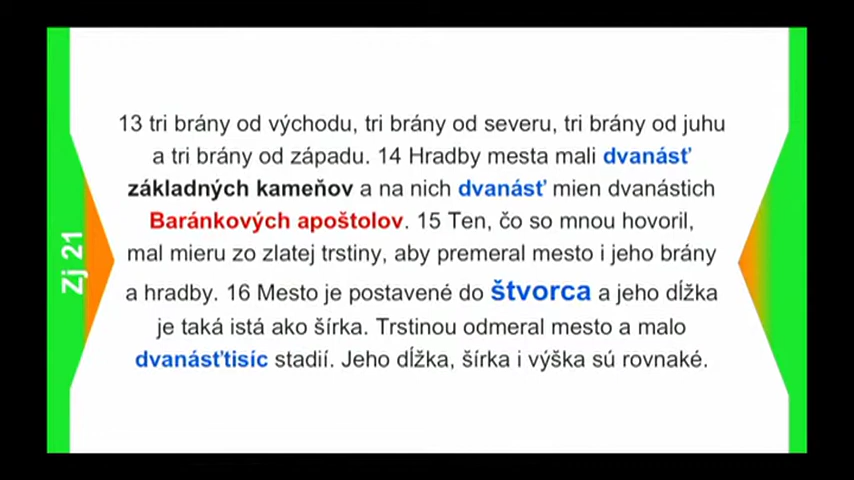 Zj 21
13 tri brány od východu, tri brány od severu, tri brány od juhu
a tri brány od západu. 14 Hradby mesta mali dvanásť
základných kameňov a na nich dvanásť mien dvanástich
Baránkových apoštolov. 15 Ten, čo so mnou hovoril,
mal mieru zo zlatej trstiny, aby premeral mesto i jeho brány
a hradby. 16 Mesto je postavené do štvorca a jeho dĺžka
je taká istá ako šírka. Trstinou odmeral mesto a malo
dvanásťtisíc stadií. Jeho dĺžka, šírka i výška sú rovnaké.